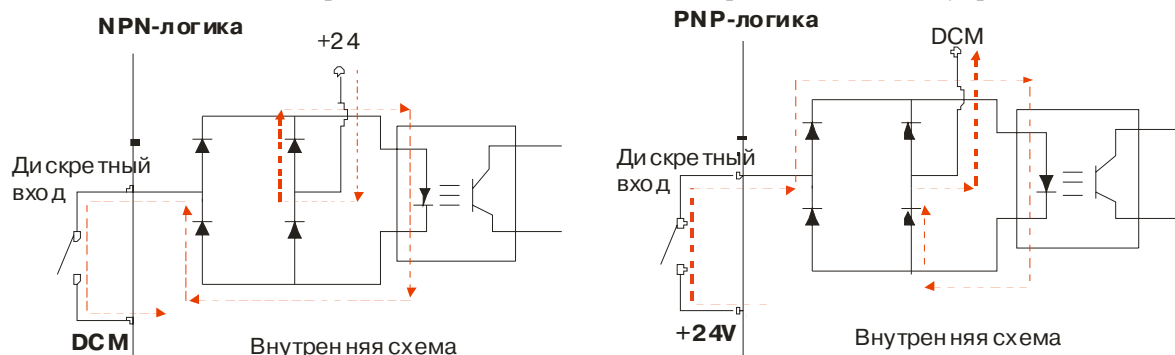 NPN-логика
+24
Дискретный
вход
DCM
Внутренняя схема
PNP-логика
DCM
Дискретный
вход
+24V
Внутренняя схема